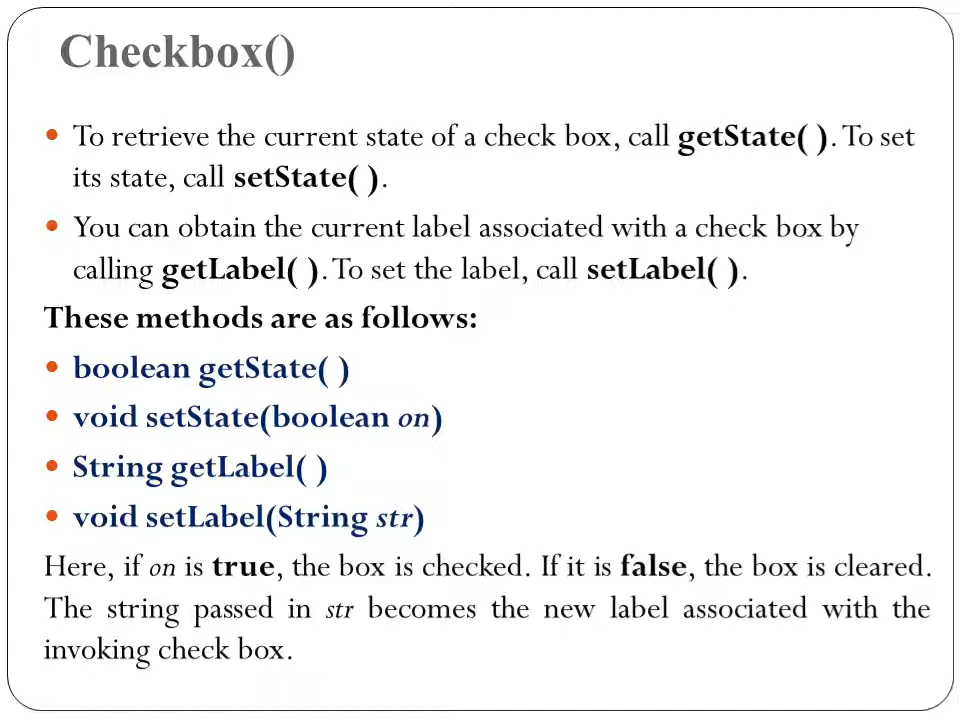 Checkbox()
• To retrieve the current state of a check box, call getState( ). To set
its state, call setState( ).
• You can obtain the current label associated with a check box by
calling getLabel( ). To set the label, call setLabel( ).
These methods are as follows:
• boolean getState( )
• void setState(boolean on)
• String getLabel( )
• void setLabel(String str)
Here, if on is true, the box is checked. If it is false, the box is cleared.
The string passed in str becomes the new label associated with the
invoking check box.